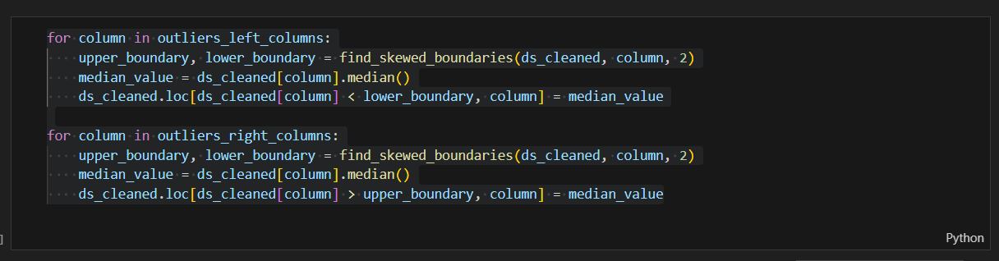 for column in outliers_left_columns:
    upper_boundary, lower_boundary = find_skewed_boundaries(ds_cleaned, column, 2)
    median_value = ds_cleaned[column].median()
    ds_cleaned.loc[ds_cleaned[column] < lower_boundary, column] = median_value
for column in outliers_right_columns:
    upper_boundary, lower_boundary = find_skewed_boundaries(ds_cleaned, column, 2)
    median_value = ds_cleaned[column].median()
    ds_cleaned.loc[ds_cleaned[column] > upper_boundary, column] = median_value
]
Python